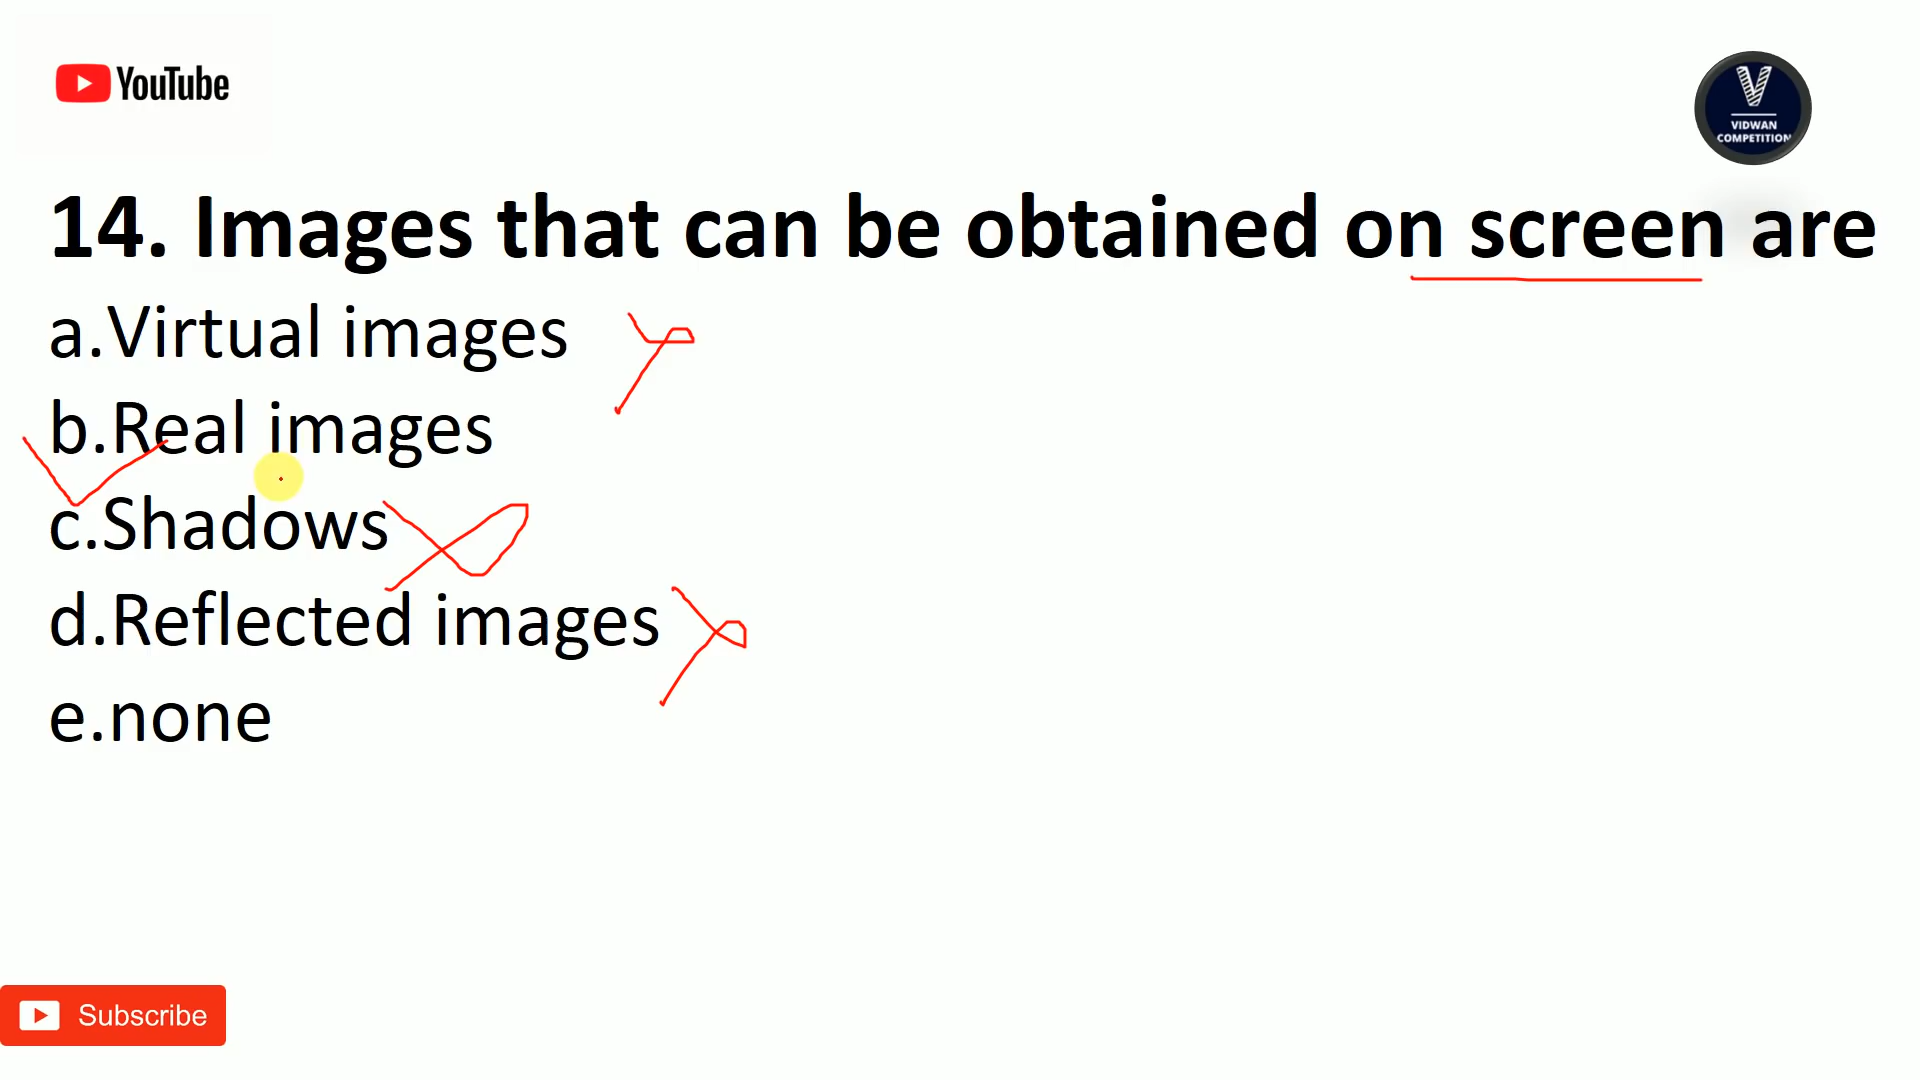 YouTube
V
VIDWAN
COMPETITION
14. Images that can be obtained on screen are
a.Virtual images
b.Real images
c.Shadows
d.Reflected images
e.none
Subscribe